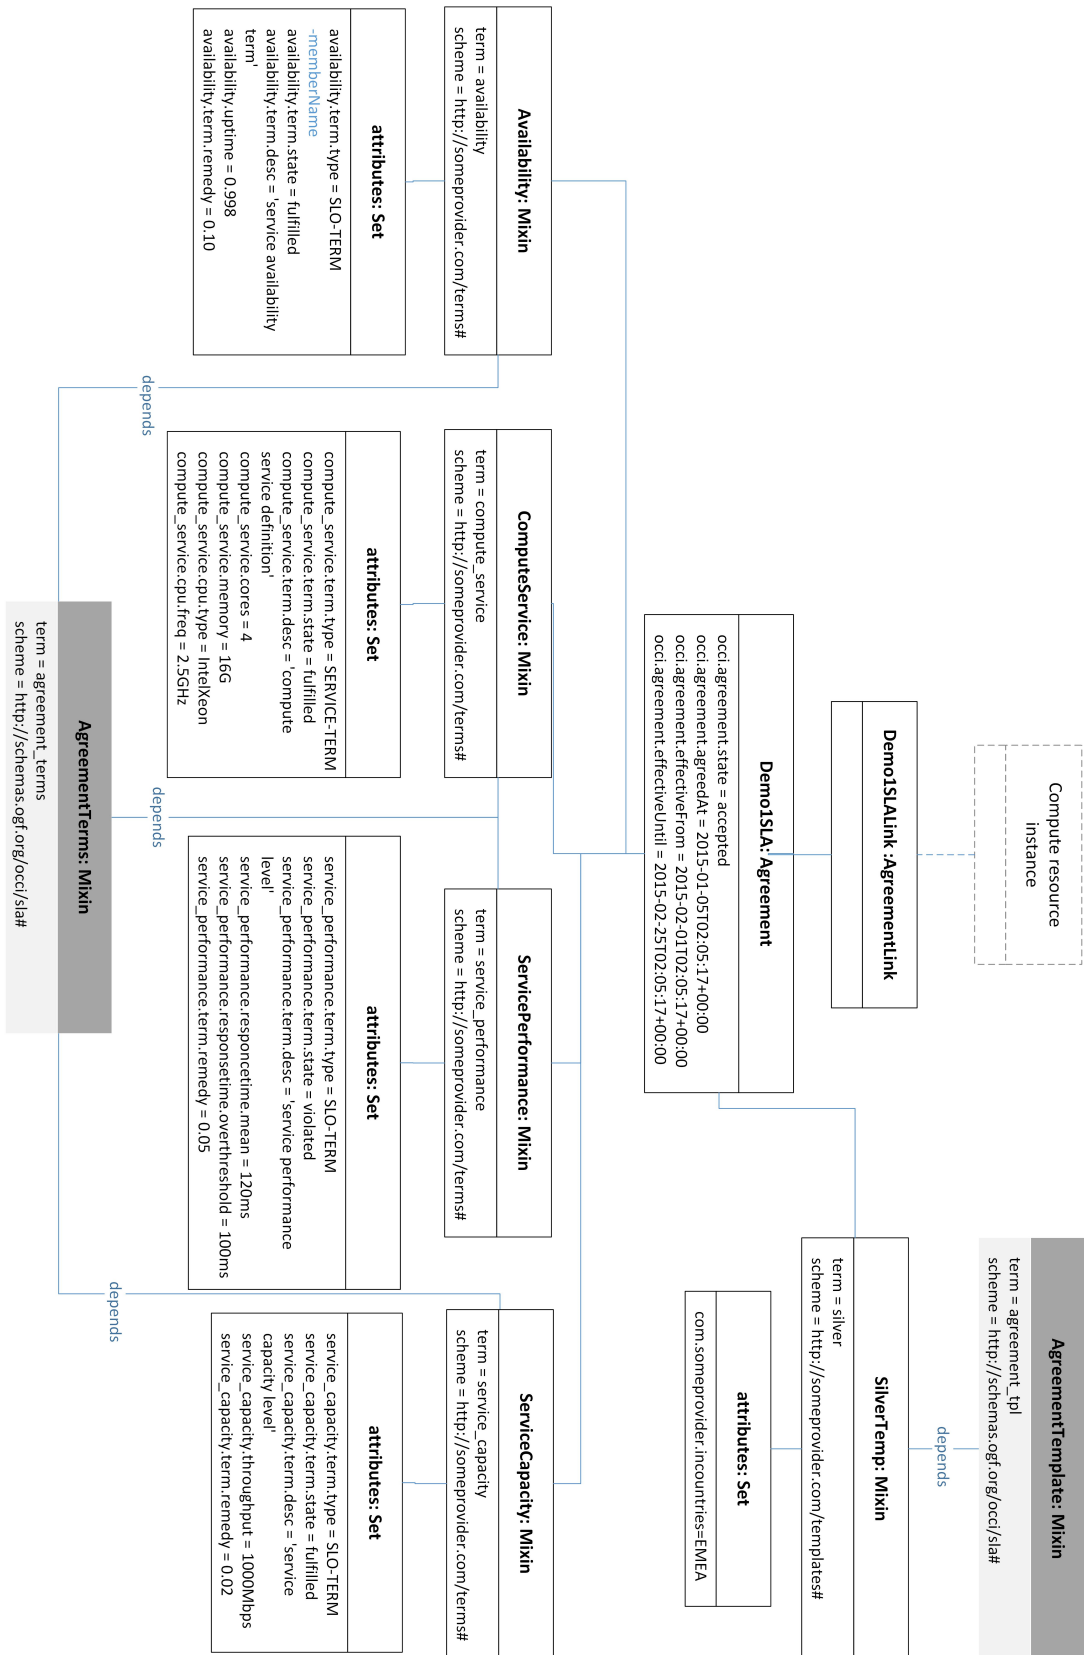 Compute resource
instance
AgreementTemplate: Mixin
term = agreement_tpl
scheme = http://schemas.ogf.org/occi/sla#
depends
Demo1SLALink :AgreementLink
SilverTemp: Mixin
term = silver
scheme = http://someprovider.com/templates#
attributes: Set
com.someprovider.incountries=EMEA
Demo1SLA: Agreement
occi.agreement.state = accepted
occi.agreement.agreedAt = 2015-01-05T02:05:17+00:00
occi.agreement.effectiveFrom = 2015-02-01T02:05:17+00:00
occi.agreement.effectiveUntil = 2015-02-25T02:05:17+00:00
Availability: Mixin
term = availability
scheme = http://someprovider.com/terms#
attributes: Set
availability.term.type = SLO-TERM
-memberName
availability.term.state = fulfilled
availability.term.desc = 'service availability
term'
availability.uptime = 0.998
availability.term.remedy = 0.10
depends
ComputeService: Mixin
term = compute_service
scheme = http://someprovider.com/terms#
attributes: Set
compute_service.term.type = SERVICE-TERM
compute_service.term.state = fulfilled
compute_service.term.desc = 'compute
service definition'
compute_service.cores = 4
compute_service.memory = 16G
compute_service.cpu.type = IntelXeon
compute_service.cpu.freq = 2.5GHz
depends
ServicePerformance: Mixin
term = service_performance
scheme = http://someprovider.com/terms#
attributes: Set
service_performance.term.type = SLO-TERM
service_performance.term.state = violated
service_performance.term.desc = 'service performance
level'
service_performance.responcetime.mean = 120ms
service_performance.responsetime.overthreshold = 100ms
service_performance.term.remedy = 0.05
ServiceCapacity: Mixin
term = service_capacity
scheme = http://someprovider.com/terms#
attributes: Set
service_capacity.term.type = SLO-TERM
service_capacity.term.state = fulfilled
service_capacity.term.desc = 'service
capacity level'
service_capacity.throughput = 1000Mbps
service_capacity.term.remedy = 0.02
depends
AgreementTerms: Mixin
term = agreement_terms
scheme = http://schemas.ogf.org/occi/sla#